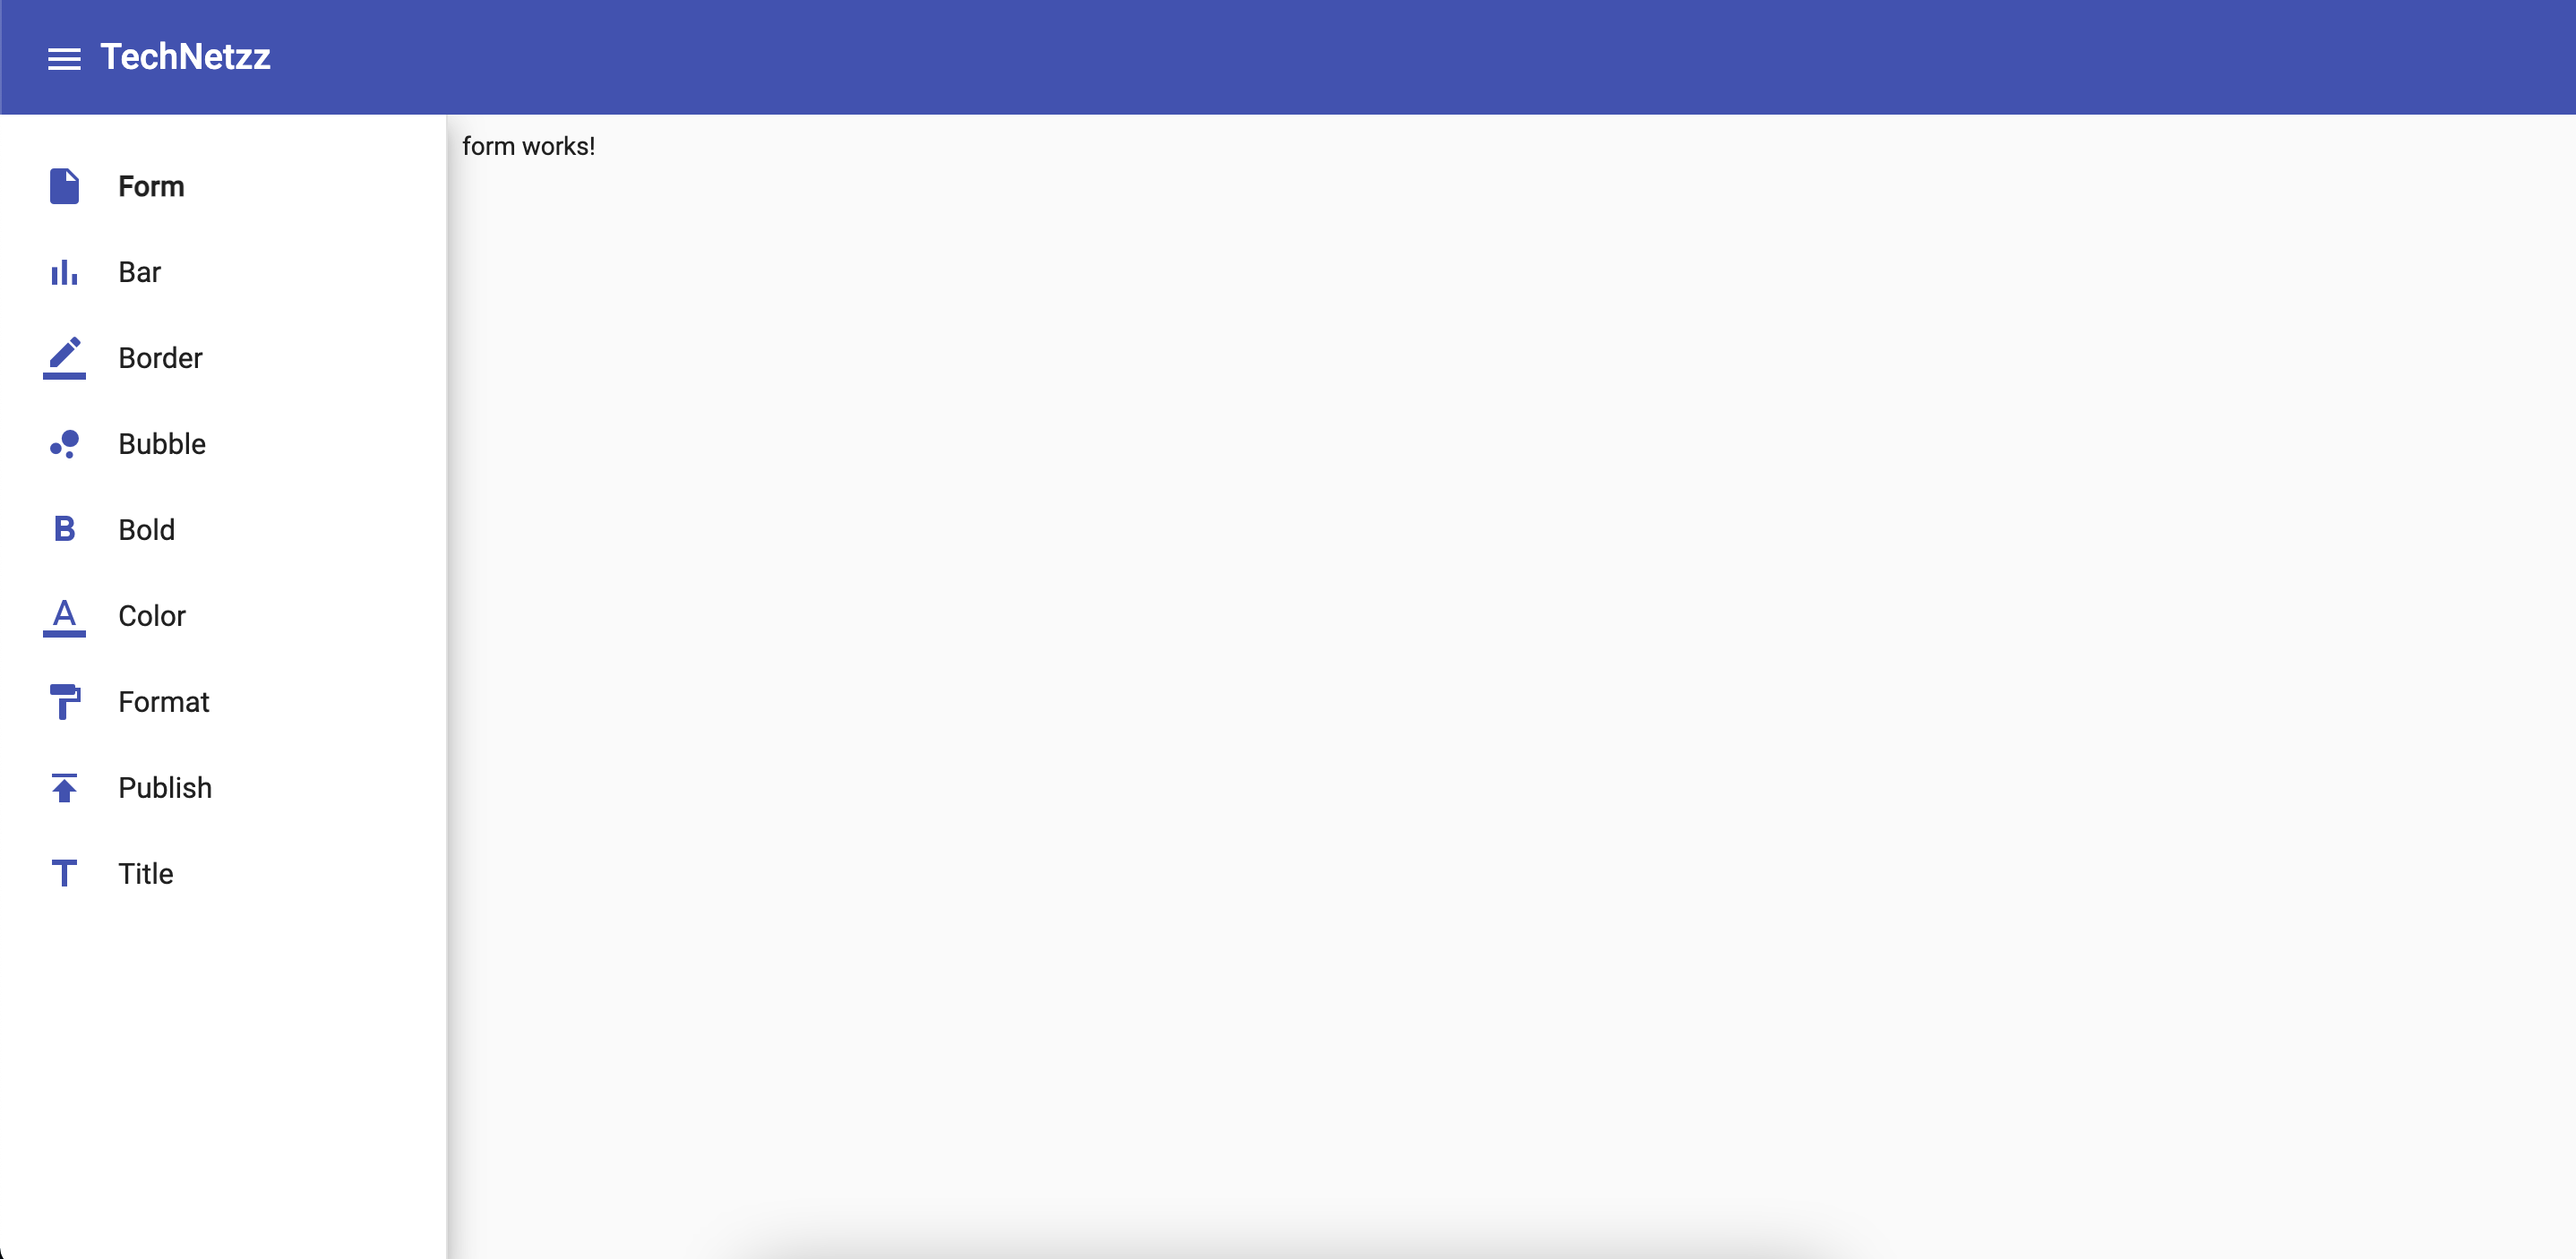 TechNetzz
form works!
Form
Bar
Border
Bubble
Bold
Color
Format
Publish
Title